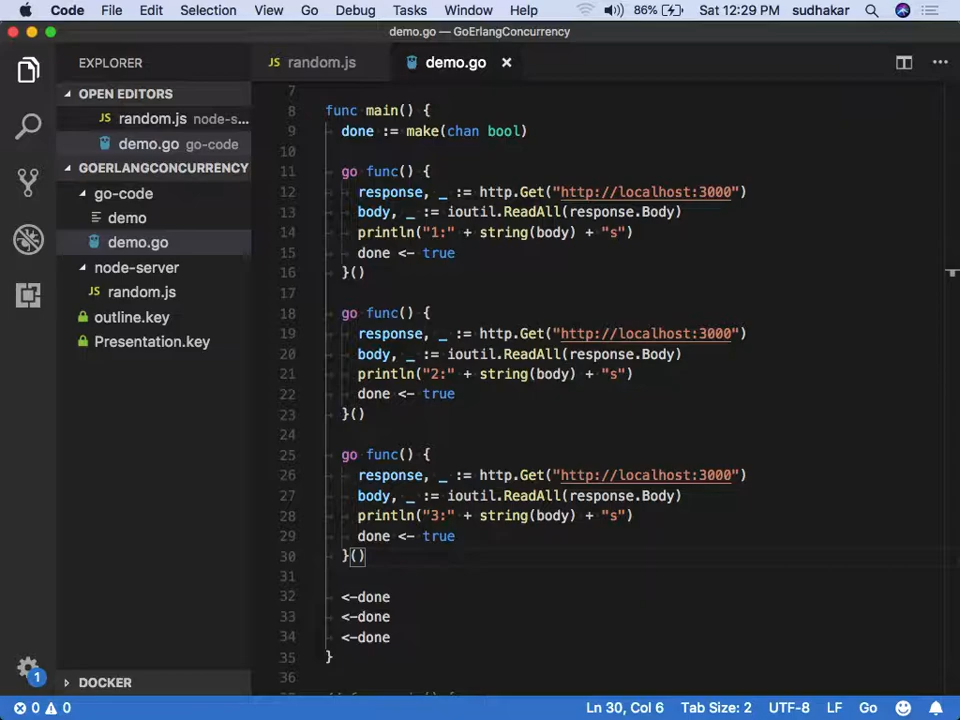 Code File Edit Selection View Go Debug Tasks Window Help 86% Sat 12:29 PM sudhakar
demo.go — GoErlangConcurrency
EXPLORER
OPEN EDITORS
JS random.js node-s...
demo.go go-code
GOERLANGCONCURRENCY
go-code
demo
demo.go
node-server
JS random.js
outline.key
Presentation.key
1
DOCKER
JS random.js demo.go
7
8 func main() {
9 done := make(chan bool)
10
11 go func() {
12 response, _ := http.Get("http://localhost:3000")
13 body, _ := ioutil.ReadAll(response.Body)
14 println("1:" + string(body) + "s")
15 done <- true
16 }()
17
18 go func() {
19 response, _ := http.Get("http://localhost:3000")
20 body, _ := ioutil.ReadAll(response.Body)
21 println("2:" + string(body) + "s")
22 done <- true
23 }()
24
25 go func() {
26 response, _ := http.Get("http://localhost:3000")
27 body, _ := ioutil.ReadAll(response.Body)
28 println("3:" + string(body) + "s")
29 done <- true
30 }()
31
32 <-done
33 <-done
34 <-done
35 }
36
0 0 Ln 30, Col 6 Tab Size: 2 UTF-8 LF Go